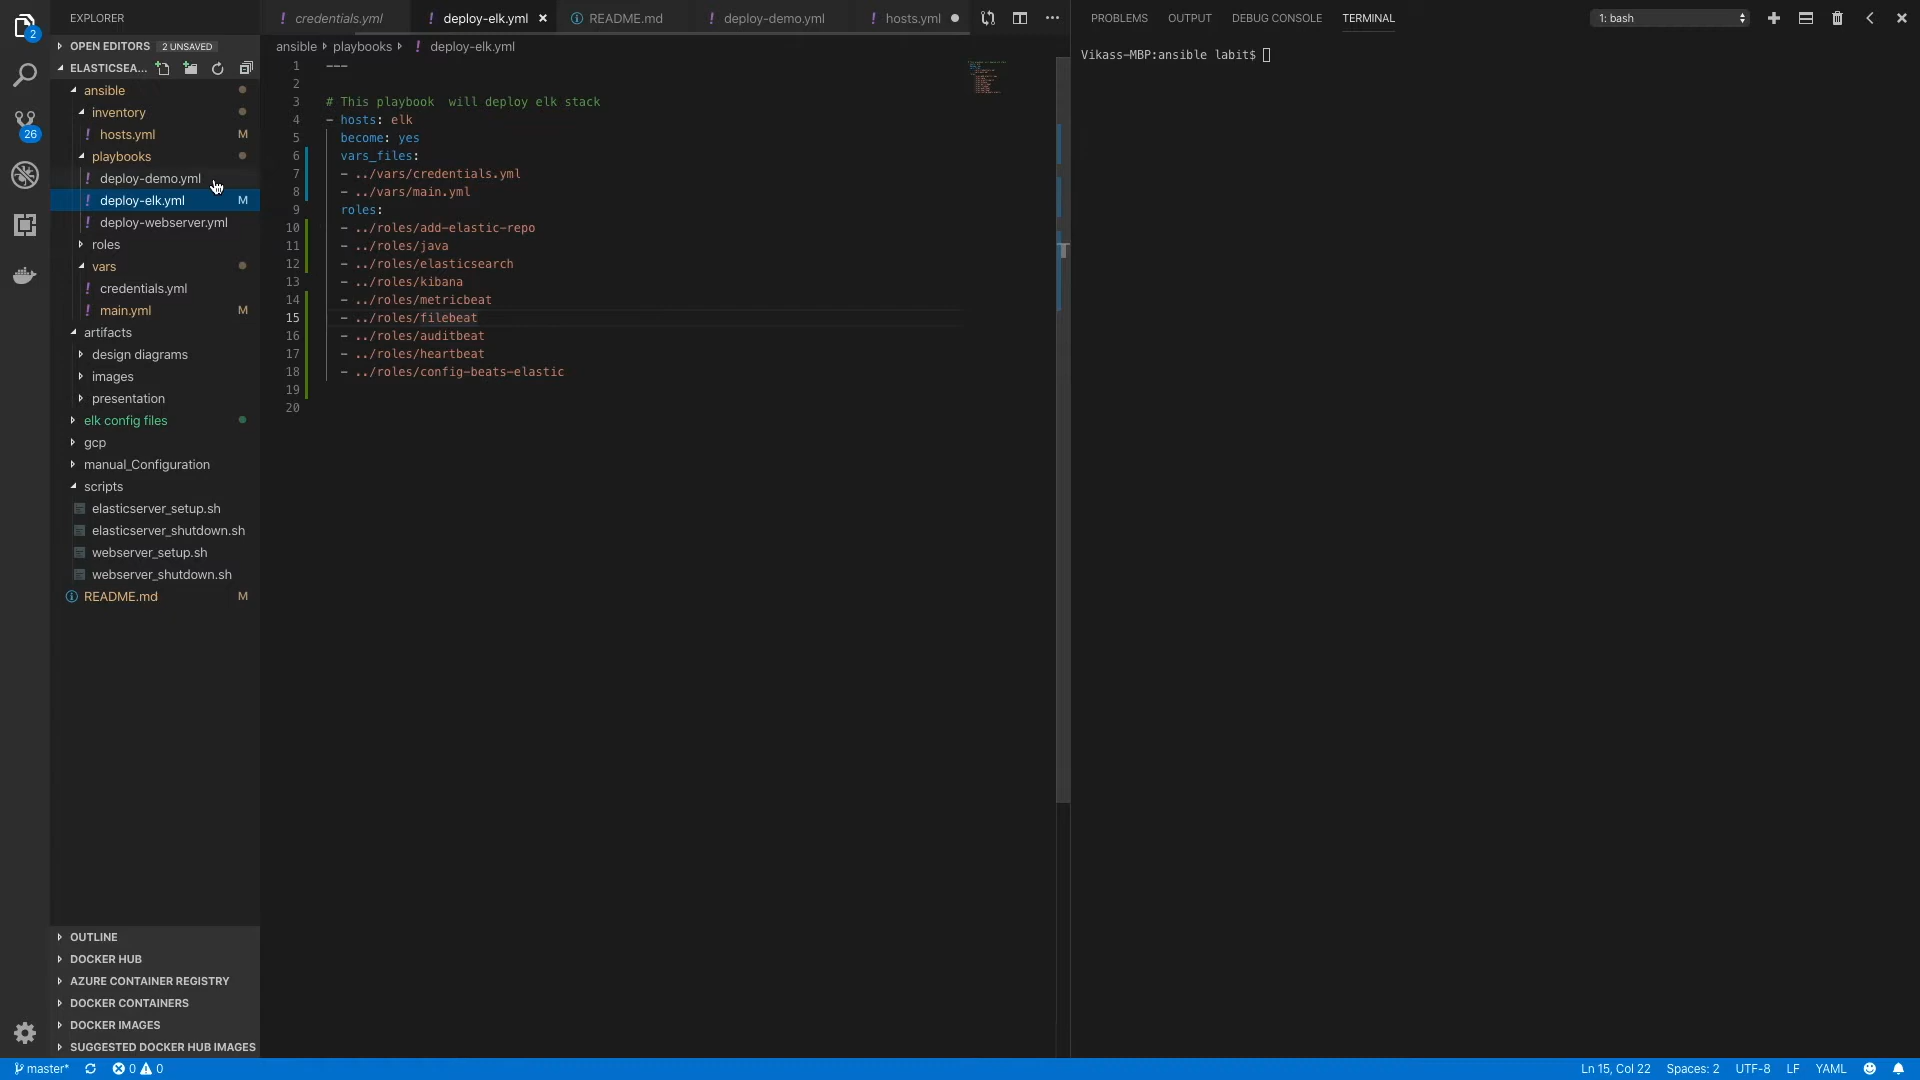 EXPLORER
OPEN EDITORS 2 UNSAVED
ELASTICSEA...
ansible
inventory
hosts.yml M
playbooks
deploy-demo.yml
deploy-elk.yml M
deploy-webserver.yml
roles
vars
credentials.yml
main.yml M
artifacts
design diagrams
images
presentation
elk config files
gcp
manual_Configuration
scripts
elasticserver_setup.sh
elasticserver_shutdown.sh
webserver_setup.sh
webserver_shutdown.sh
README.md M
OUTLINE
DOCKER HUB
AZURE CONTAINER REGISTRY
DOCKER CONTAINERS
DOCKER IMAGES
SUGGESTED DOCKER HUB IMAGES
2
26
credentials.yml deploy-elk.yml README.md deploy-demo.yml hosts.yml
ansible playbooks deploy-elk.yml
1 ---
2
3 # This playbook  will deploy elk stack
4 - hosts: elk
5 become: yes
6 vars_files:
7 - ../vars/credentials.yml
8 - ../vars/main.yml
9 roles:
10 - ../roles/add-elastic-repo
11 - ../roles/java
12 - ../roles/elasticsearch
13 - ../roles/kibana
14 - ../roles/metricbeat
15 - ../roles/filebeat
16 - ../roles/auditbeat
17 - ../roles/heartbeat
18 - ../roles/config-beats-elastic
19
20
PROBLEMS OUTPUT DEBUG CONSOLE TERMINAL 1: bash
Vikass-MBP:ansible labit$
master* 0 0 Ln 15, Col 22 Spaces: 2 UTF-8 LF YAML